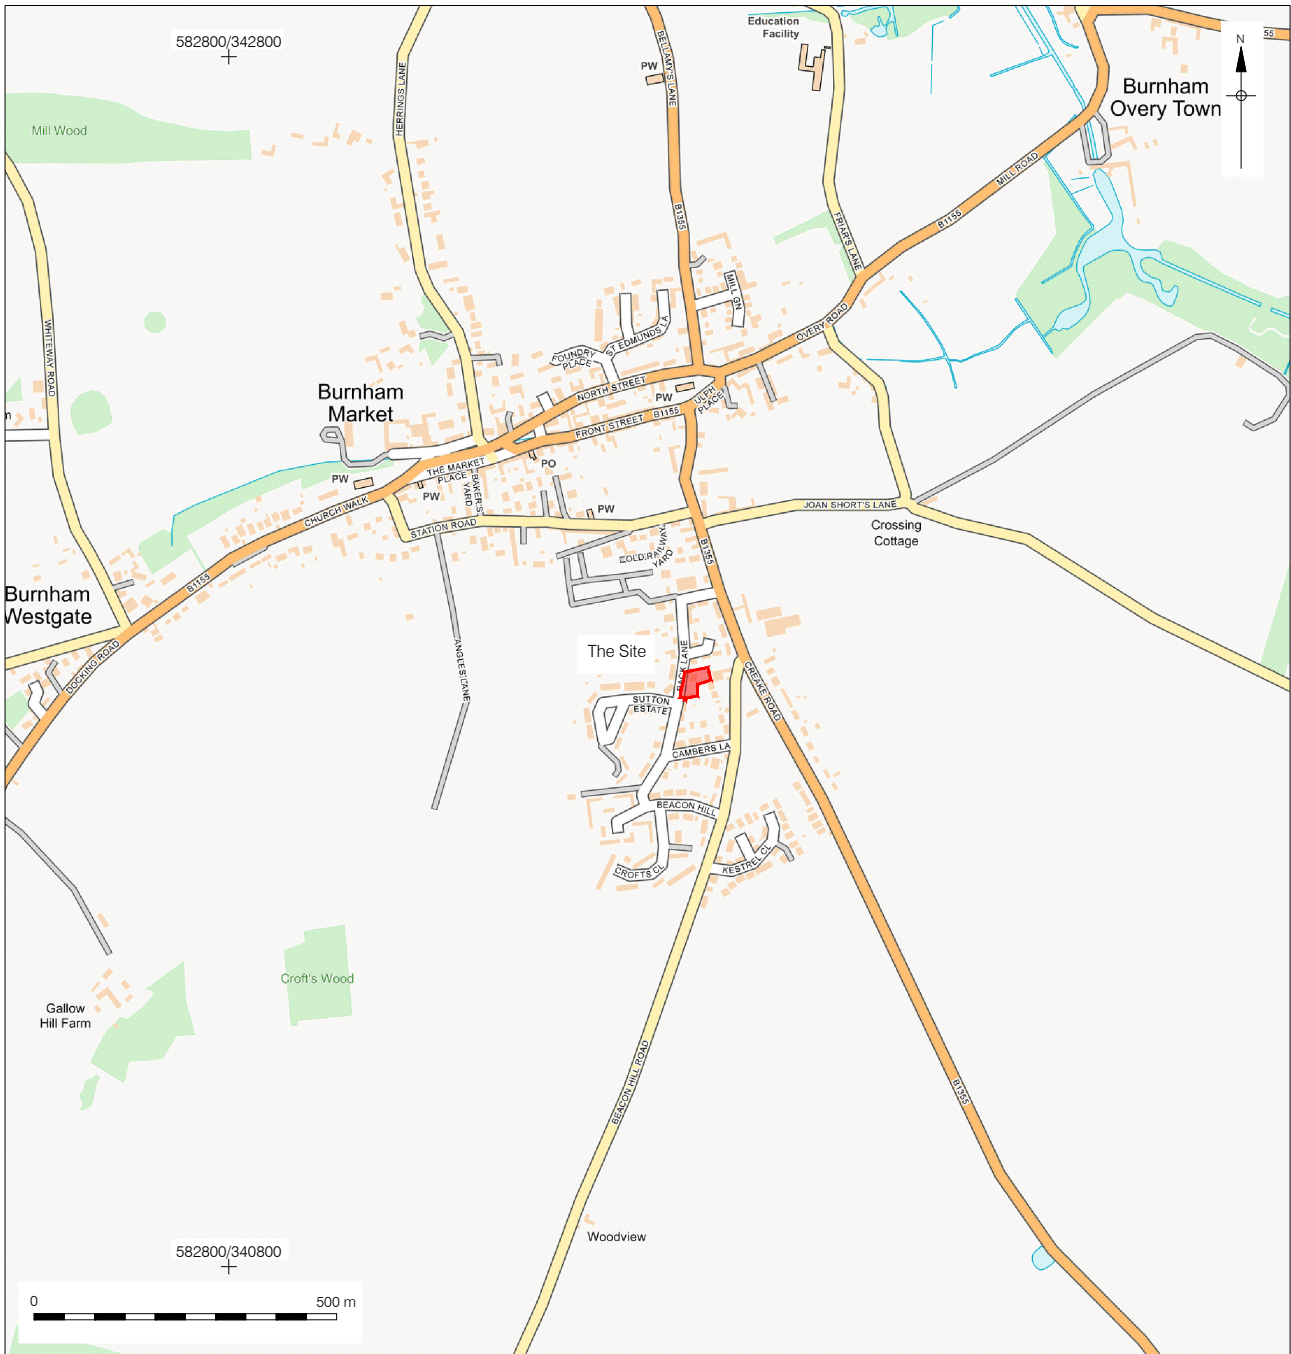 582800/342800
Education
Facility
N
55
BELLAMY'S LANE
PW
HERRINGS LANE
Burnham
Overy Town
Mill Wood
MILL ROAD
B1355
B1155
FRIAR'S LANE
MILL GN
WHITEWAY ROAD
OVERY ROAD
ST EDMUNDS LA
FOUNDRY
PLACE
Burnham
Market
NORTH STREET
PW
ULPH
PLACE
FRONT STREET
B1155
THE MARKET
PLACE
PO
BAKER'S
YARD
PW
PW
CHURCH WALK
PW
STATION ROAD
JOAN SHORT'S LANE
Crossing
Cottage
OLD RAILWAY
YARD
B1355
B1155
Burnham
Westgate
The Site
BACK LANE
ANGLES LANE
DOCKING ROAD
CREAKE ROAD
SUTTON
ESTATE
CAMBERS LA
BEACON HILL
CROFTS CL
KESTREL CL
Croft's Wood
Gallow
Hill Farm
BEACON HILL ROAD
B1355
Woodview
582800/340800
0
500 m